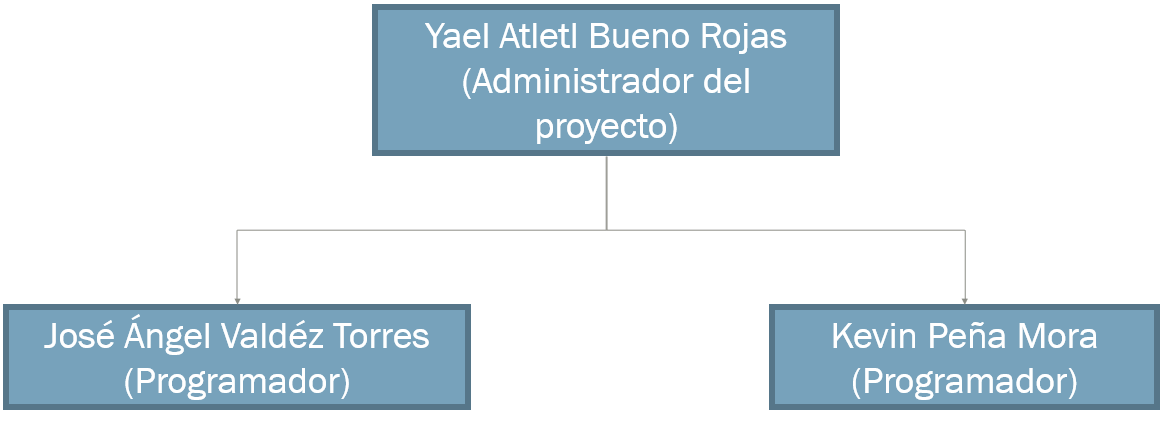 Yael Atletl Bueno Rojas
(Administrador del
proyecto)
José Ángel Valdéz Torres
(Programador)
Kevin Peña Mora
(Programador)